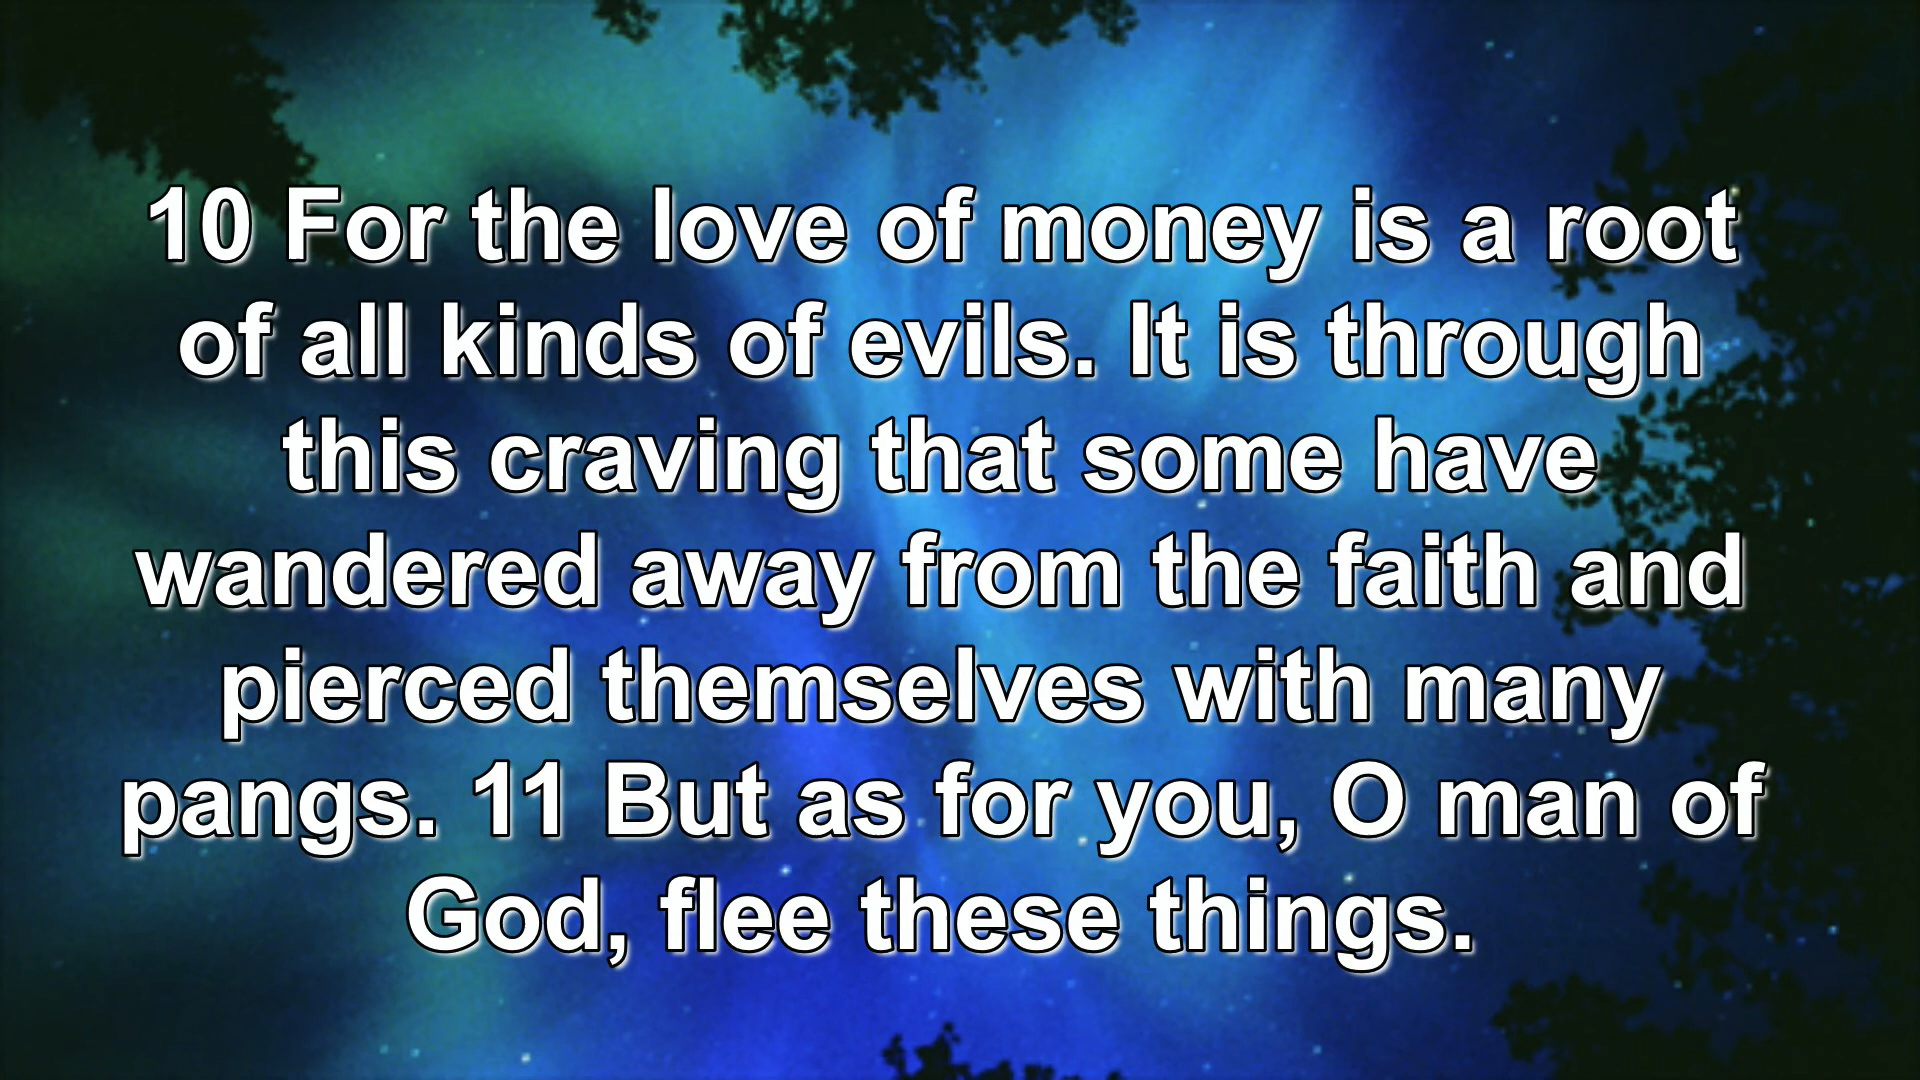 10 For the love of money is a root
of all kinds of evils. It is through
this craving that some have
wandered away from the faith and
pierced themselves with many
pangs. 11 But as for you, O man of
God, flee these things.